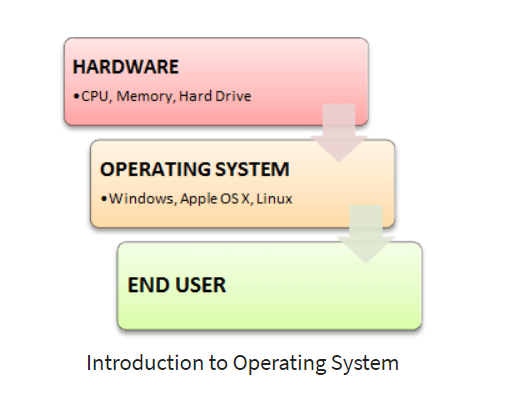 HARDWARE
•CPU, Memory, Hard Drive
OPERATING SYSTEM
•Windows, Apple OS X, Linux
END USER
Introduction to Operating System